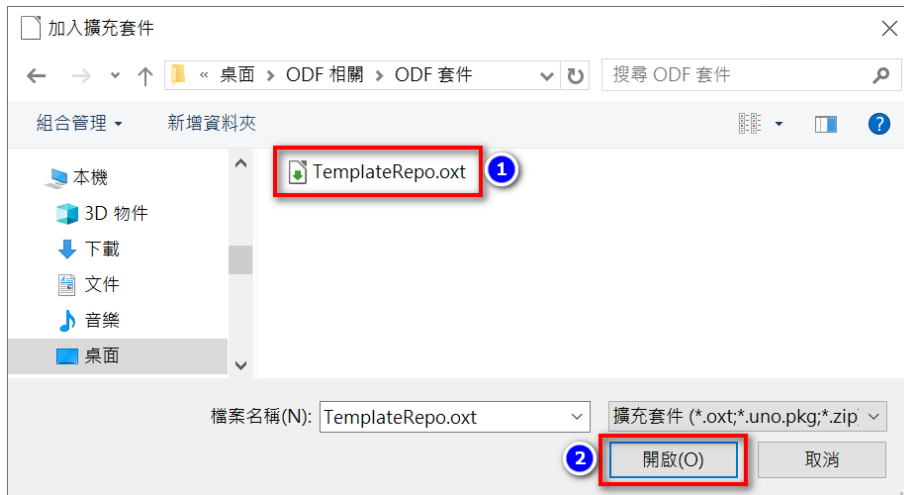 加入擴充套件
« 桌面 > ODF 相關 > ODF 套件
搜尋 ODF 套件
組合管理
新增資料夾
本機
3D 物件
下載
文件
音樂
桌面
TemplateRepo.oxt
1
檔案名稱(N): TemplateRepo.oxt
擴充套件 (*.oxt;*.uno.pkg;*.zip
2
開啟(O)
取消